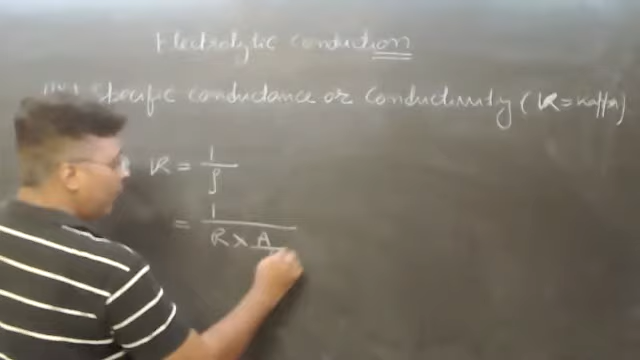 Electrolytic conduction
Specific conductance or conductivity (K = kappa)
K = 1/ρ
= 1/(R × A/